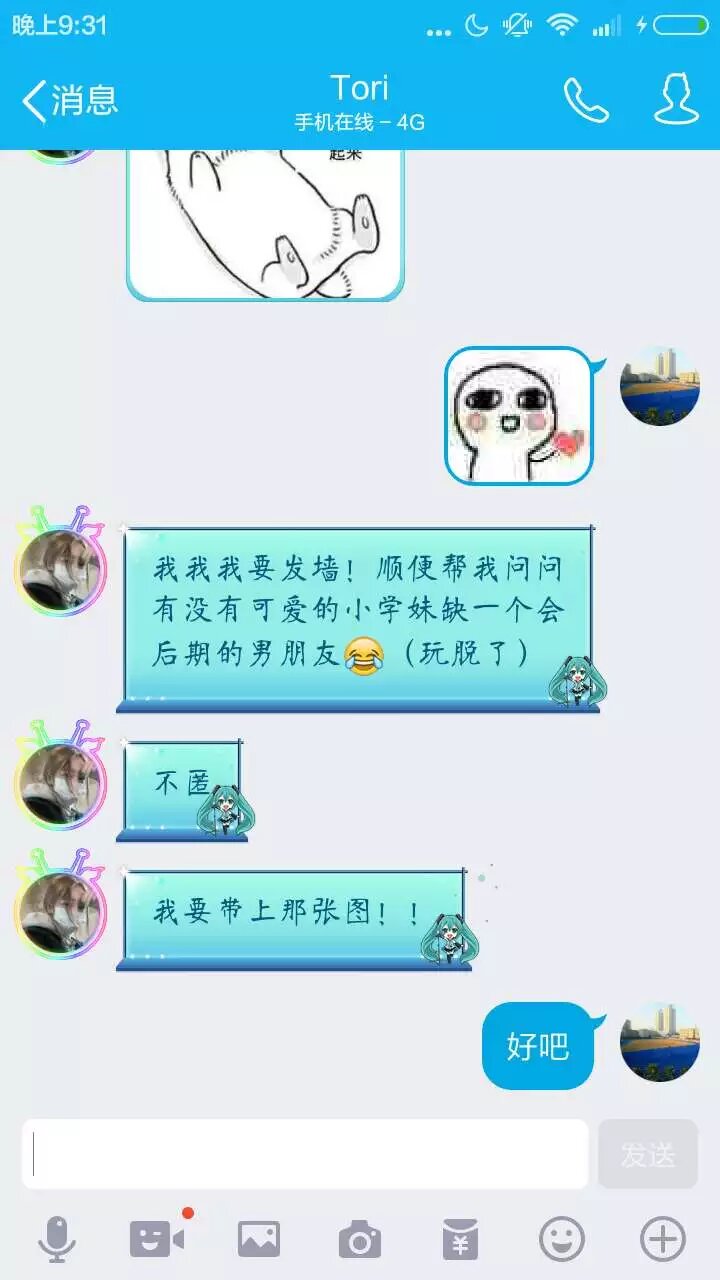 晚上9:31
消息
Tori
手机在线 - 4G
起来
我我我要发墙！顺便帮我问问
有没有可爱的小学妹缺一个会
后期的男朋友😂（玩脱了）
不匿
我要带上那张图！！
好吧
发送